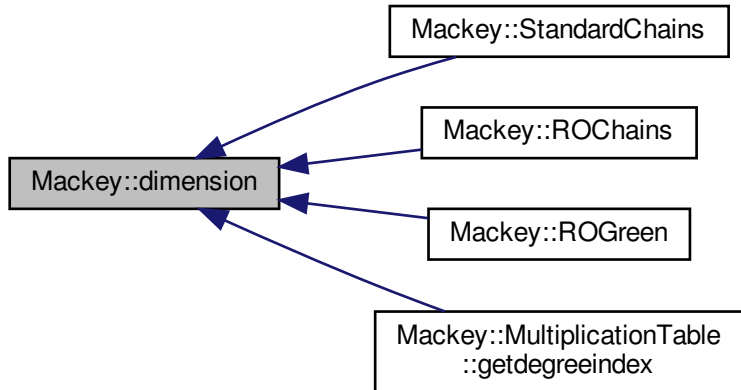 Mackey::StandardChains
Mackey::ROChains
Mackey::dimension
Mackey::ROGreen
Mackey::MultiplicationTable
::getdegreeindex